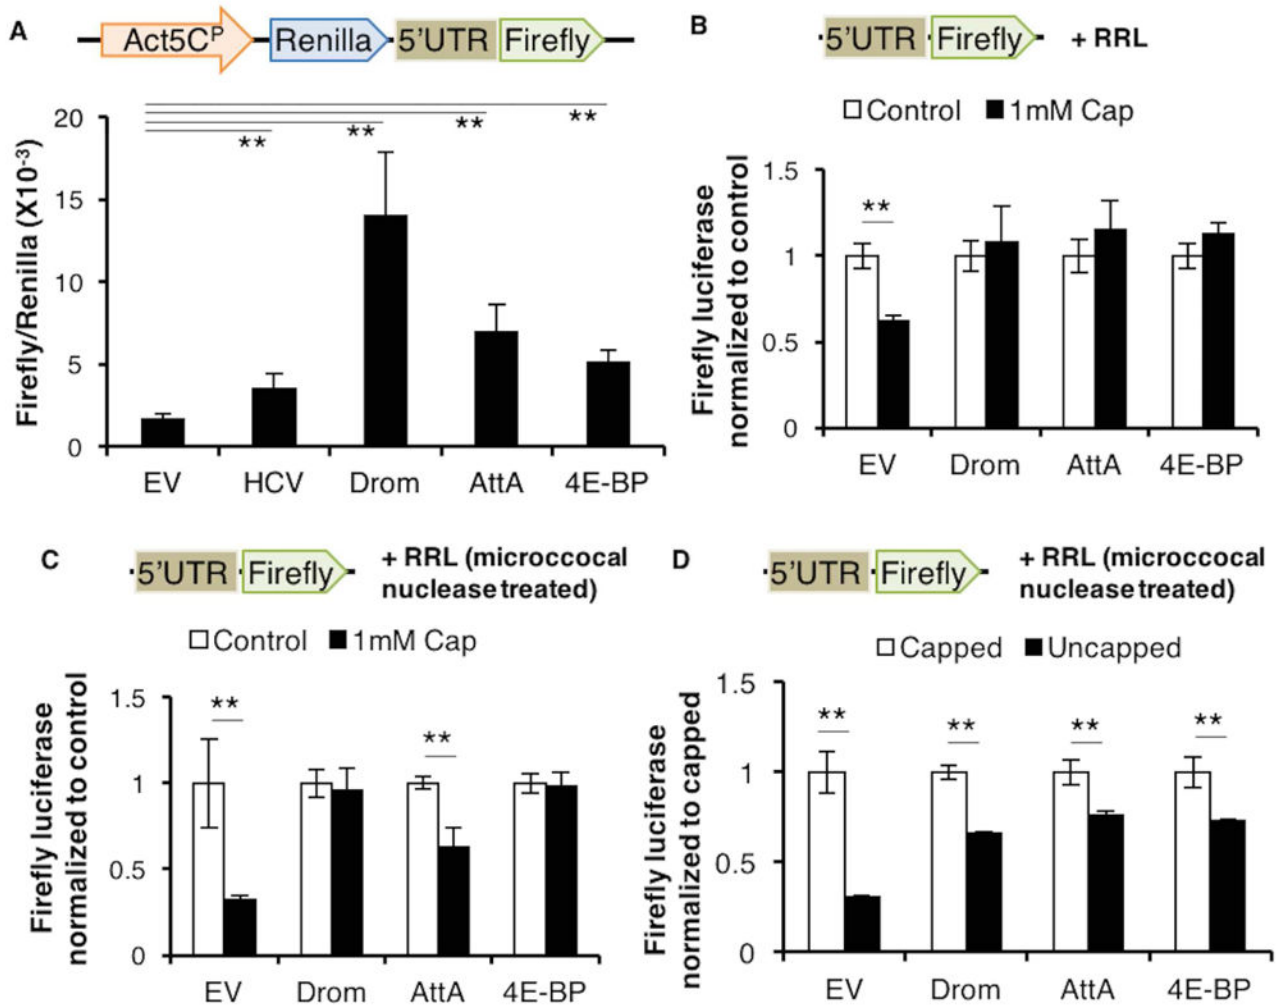 A
Act5Cᴾ Renilla 5'UTR Firefly
Firefly/Renilla (X10⁻³)
20
15
10
5
0
** ** ** **
EV HCV Drom AttA 4E-BP
B
5'UTR Firefly + RRL
Control 1mM Cap
Firefly luciferase
normalized to control
1.5
1
0.5
0
**
EV Drom AttA 4E-BP
C
5'UTR Firefly + RRL (microccocal
nuclease treated)
Control 1mM Cap
Firefly luciferase
normalized to control
1.5
1
0.5
0
** **
EV Drom AttA 4E-BP
D
5'UTR Firefly + RRL (microccocal
nuclease treated)
Capped Uncapped
Firefly luciferase
normalized to capped
1.5
1
0.5
0
** ** ** **
EV Drom AttA 4E-BP